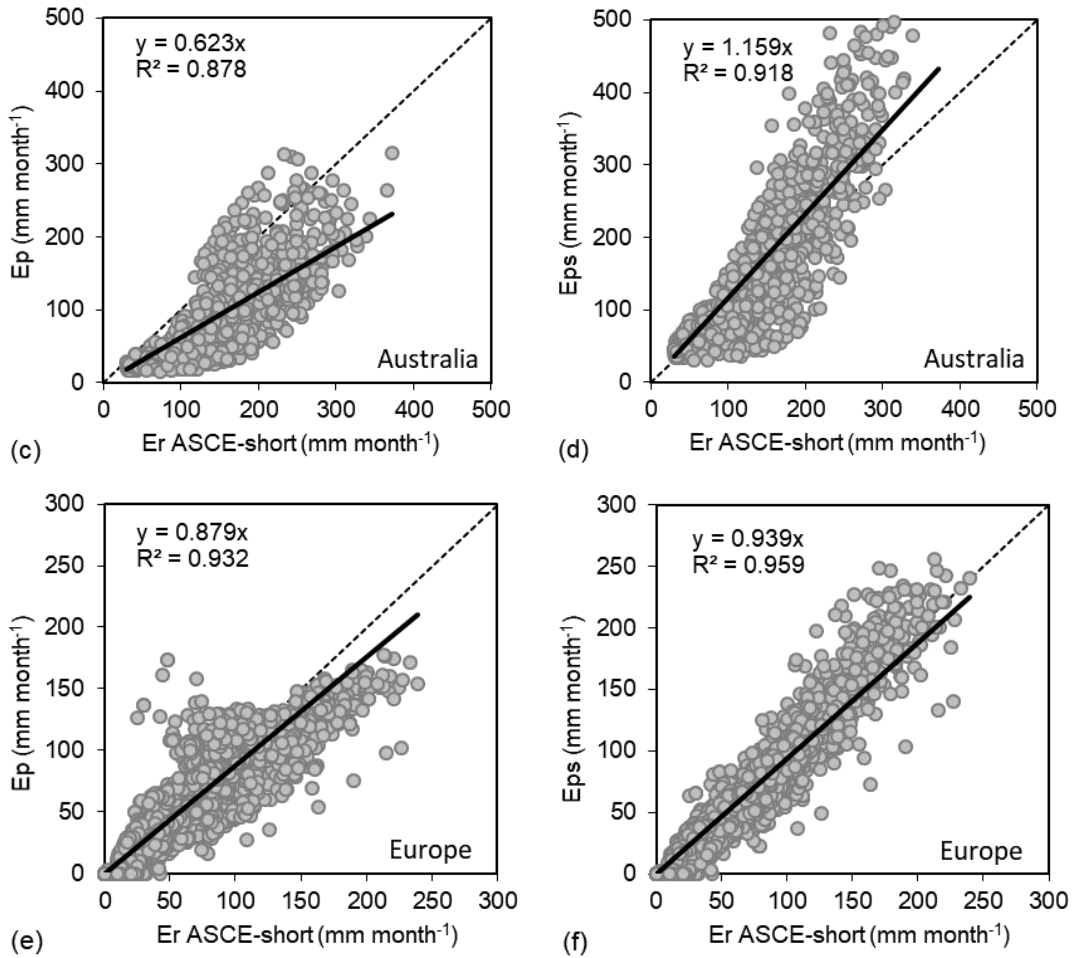 500
400
300
200
100
0
Ep (mm month⁻¹)
y = 0.623x
R² = 0.878
Australia
0 100 200 300 400 500
(c) Er ASCE-short (mm month⁻¹)
500
400
300
200
100
0
Eps (mm month⁻¹)
y = 1.159x
R² = 0.918
Australia
0 100 200 300 400 500
(d) Er ASCE-short (mm month⁻¹)
300
250
200
150
100
50
0
Ep (mm month⁻¹)
y = 0.879x
R² = 0.932
Europe
0 50 100 150 200 250 300
(e) Er ASCE-short (mm month⁻¹)
300
250
200
150
100
50
0
Eps (mm month⁻¹)
y = 0.939x
R² = 0.959
Europe
0 50 100 150 200 250 300
(f) Er ASCE-short (mm month⁻¹)